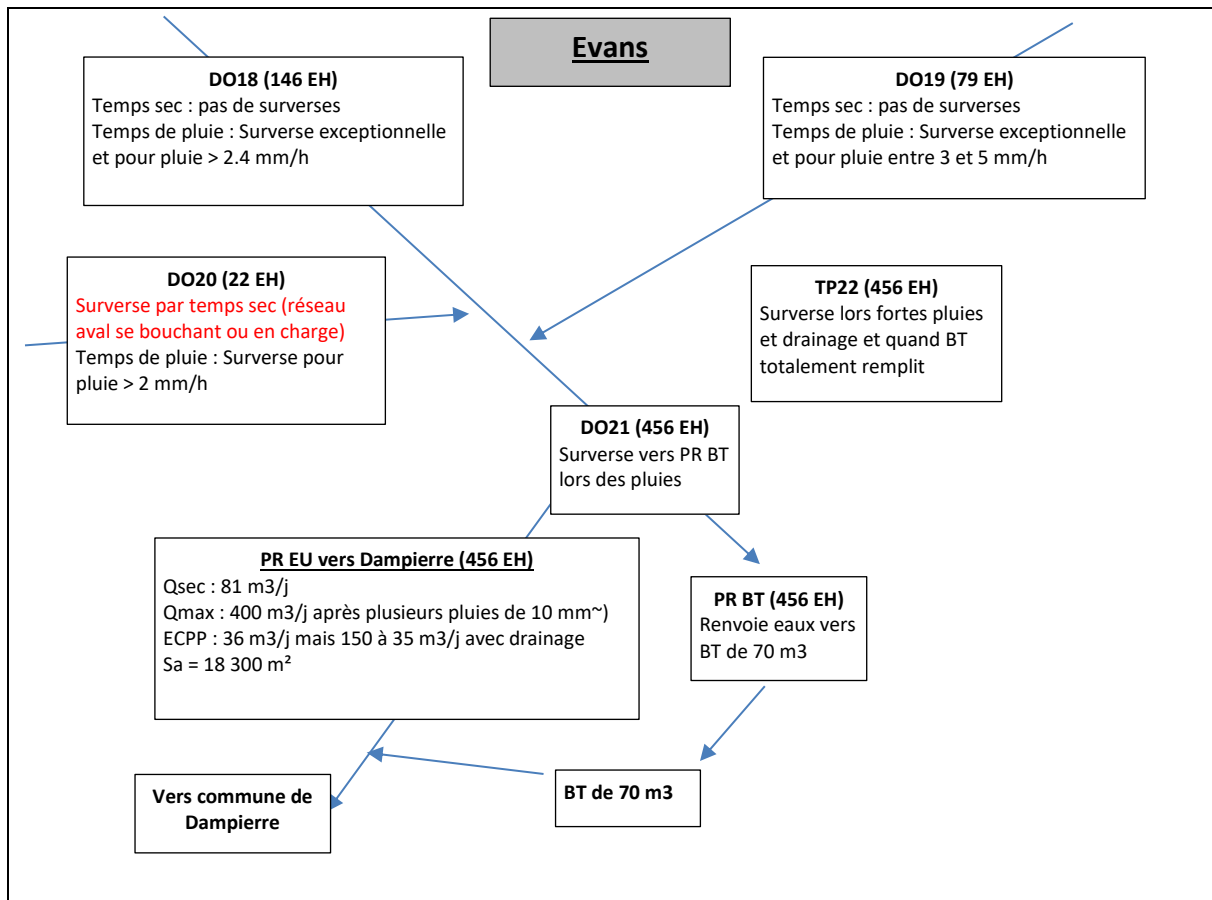 Evans
DO18 (146 EH)
Temps sec : pas de surverses
Temps de pluie : Surverse exceptionnelle
et pour pluie > 2.4 mm/h
DO19 (79 EH)
Temps sec : pas de surverses
Temps de pluie : Surverse exceptionnelle
et pour pluie entre 3 et 5 mm/h
DO20 (22 EH)
Surverse par temps sec (réseau
aval se bouchant ou en charge)
Temps de pluie : Surverse pour
pluie > 2 mm/h
TP22 (456 EH)
Surverse lors fortes pluies
et drainage et quand BT
totalement remplit
DO21 (456 EH)
Surverse vers PR BT
lors des pluies
PR EU vers Dampierre (456 EH)
Qsec : 81 m3/j
Qmax : 400 m3/j après plusieurs pluies de 10 mm~)
ECPP : 36 m3/j mais 150 à 35 m3/j avec drainage
Sa = 18 300 m²
PR BT (456 EH)
Renvoie eaux vers
BT de 70 m3
Vers commune de
Dampierre
BT de 70 m3